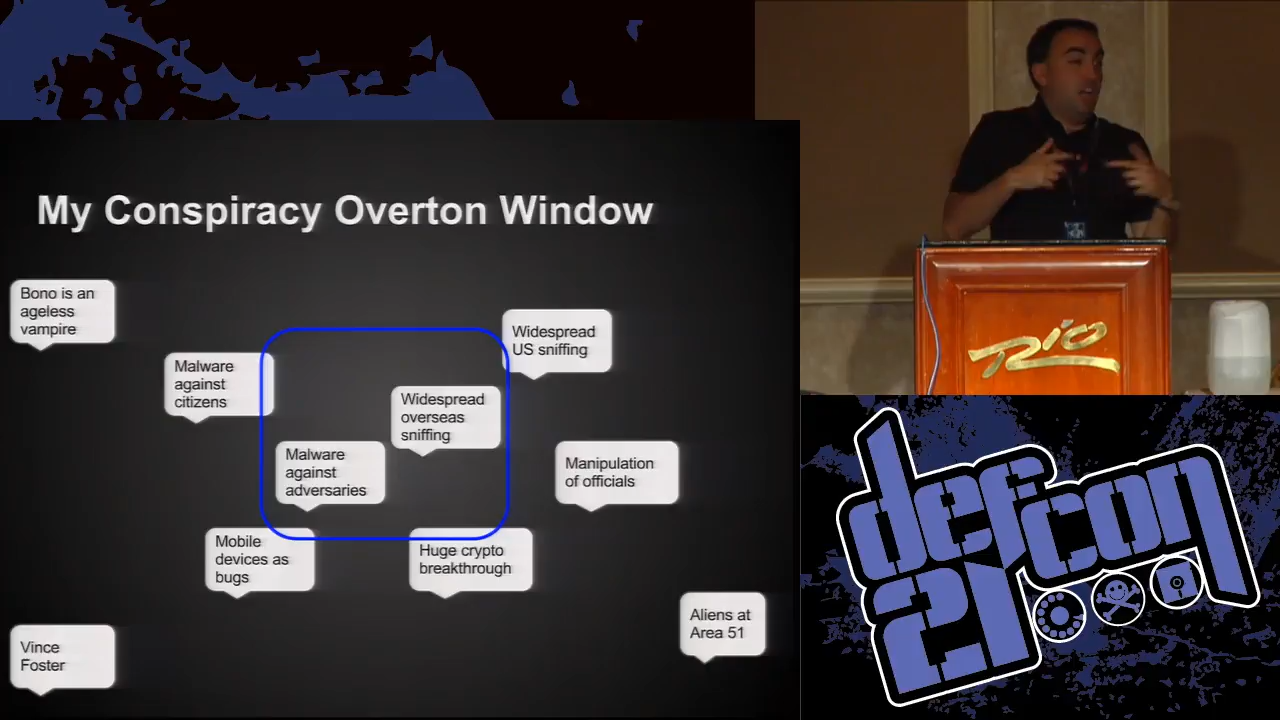 My Conspiracy Overton Window
Bono is an
ageless
vampire
Widespread
US sniffing
Malware
against
citizens
Widespread
overseas
sniffing
Malware
against
adversaries
Manipulation
of officials
Mobile
devices as
bugs
Huge crypto
breakthrough
Aliens at
Area 51
Vince
Foster
Rio
defcon
21